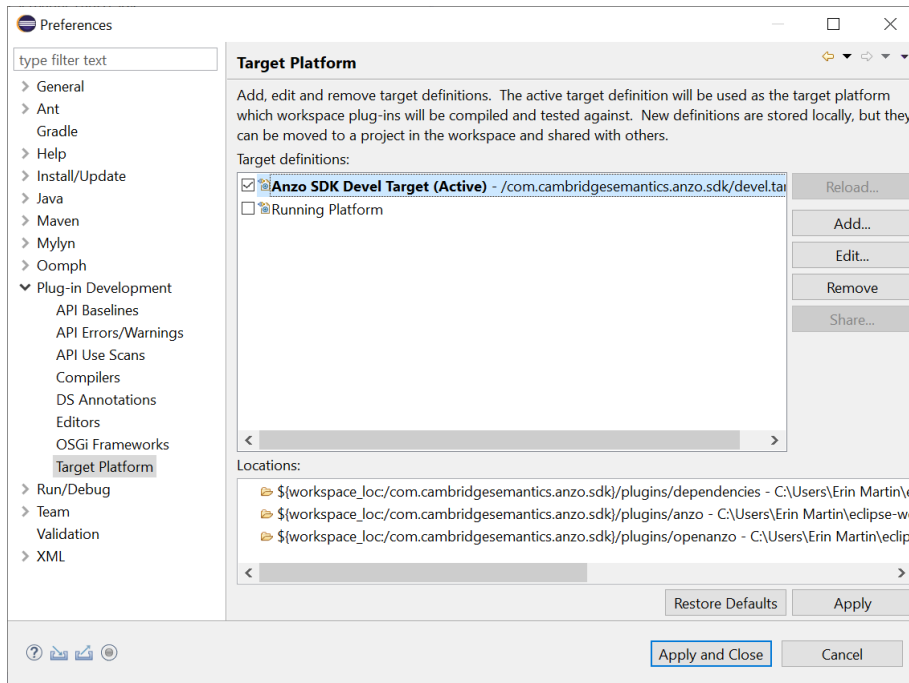 Preferences
type filter text
General
Ant
Gradle
Help
Install/Update
Java
Maven
Mylyn
Oomph
Plug-in Development
API Baselines
API Errors/Warnings
API Use Scans
Compilers
DS Annotations
Editors
OSGi Frameworks
Target Platform
Run/Debug
Team
Validation
XML
Target Platform
Add, edit and remove target definitions. The active target definition will be used as the target platform
which workspace plug-ins will be compiled and tested against. New definitions are stored locally, but they
can be moved to a project in the workspace and shared with others.
Target definitions:
Anzo SDK Devel Target (Active) - /com.cambridgesemantics.anzo.sdk/devel.tar
Running Platform
Reload...
Add...
Edit...
Remove
Share...
Locations:
${workspace_loc:/com.cambridgesemantics.anzo.sdk}/plugins/dependencies - C:\Users\Erin Martin\e
${workspace_loc:/com.cambridgesemantics.anzo.sdk}/plugins/anzo - C:\Users\Erin Martin\eclipse-w
${workspace_loc:/com.cambridgesemantics.anzo.sdk}/plugins/openanzo - C:\Users\Erin Martin\eclip
Restore Defaults
Apply
Apply and Close
Cancel